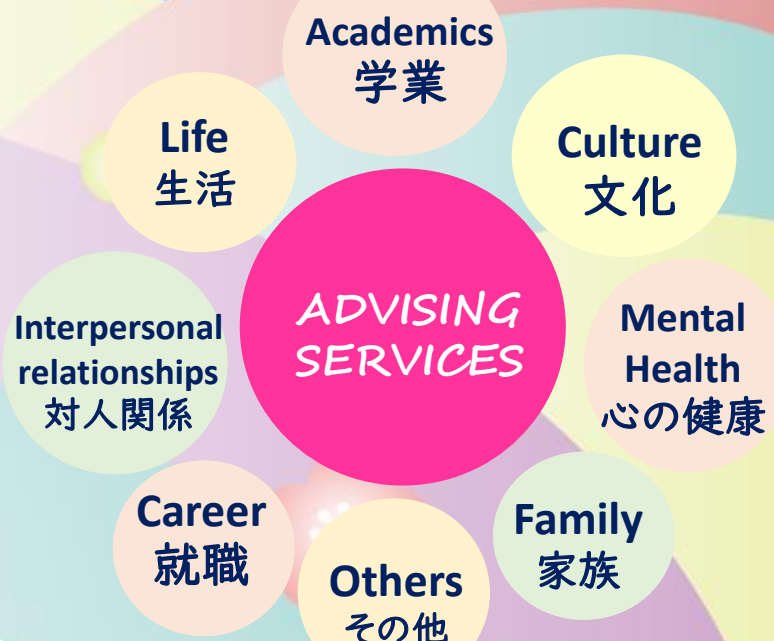 Academics
学業
Culture
文化
Mental
Health
心の健康
Family
家族
Others
その他
Career
就職
Interpersonal
relationships
対人関係
Life
生活
ADVISING
SERVICES